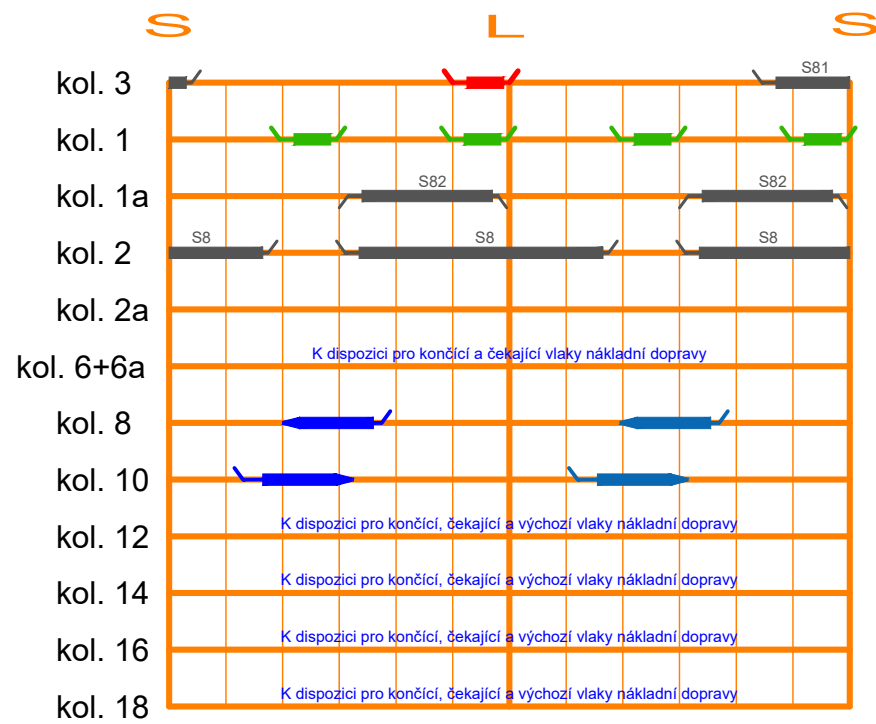 S L S
kol. 3 S81
kol. 1
kol. 1a S82 S82
kol. 2 S8 S8 S8
kol. 2a
kol. 6+6a K dispozici pro končící a čekající vlaky nákladní dopravy
kol. 8
kol. 10
kol. 12 K dispozici pro končící, čekající a výchozí vlaky nákladní dopravy
kol. 14 K dispozici pro končící, čekající a výchozí vlaky nákladní dopravy
kol. 16 K dispozici pro končící, čekající a výchozí vlaky nákladní dopravy
kol. 18 K dispozici pro končící, čekající a výchozí vlaky nákladní dopravy